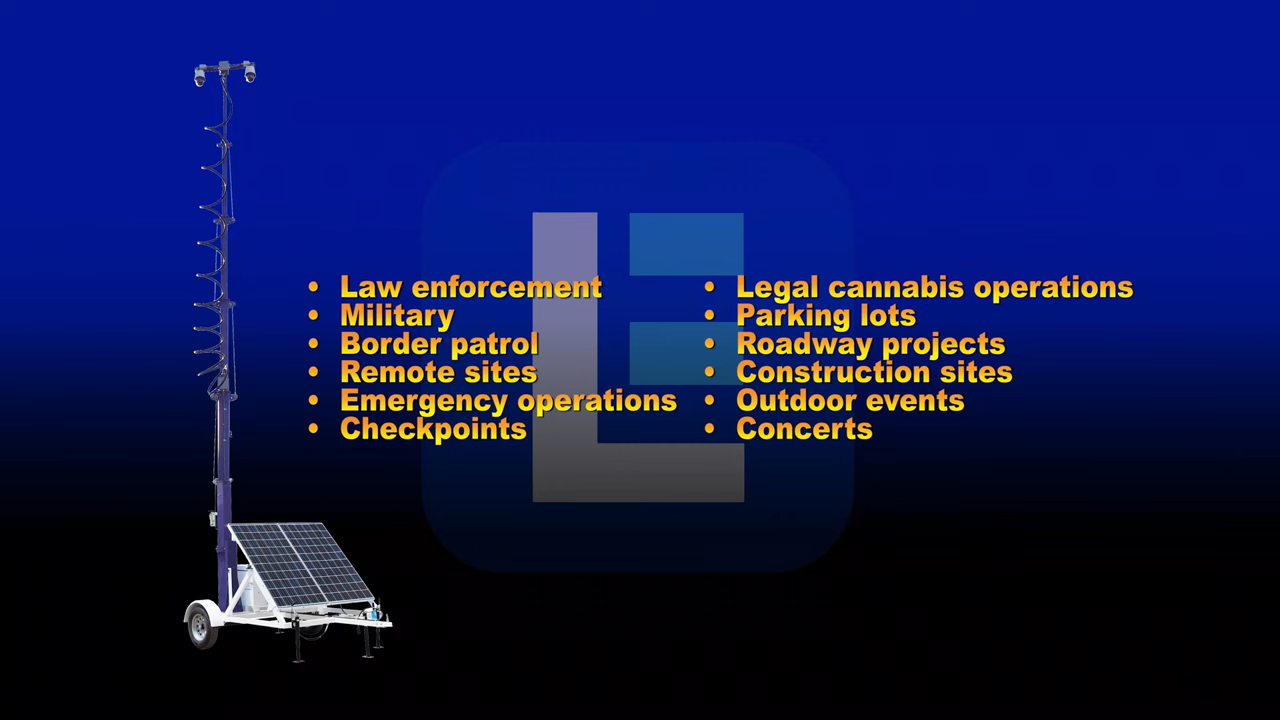 • Law enforcement
• Military
• Border patrol
• Remote sites
• Emergency operations
• Checkpoints
• Legal cannabis operations
• Parking lots
• Roadway projects
• Construction sites
• Outdoor events
• Concerts
LE